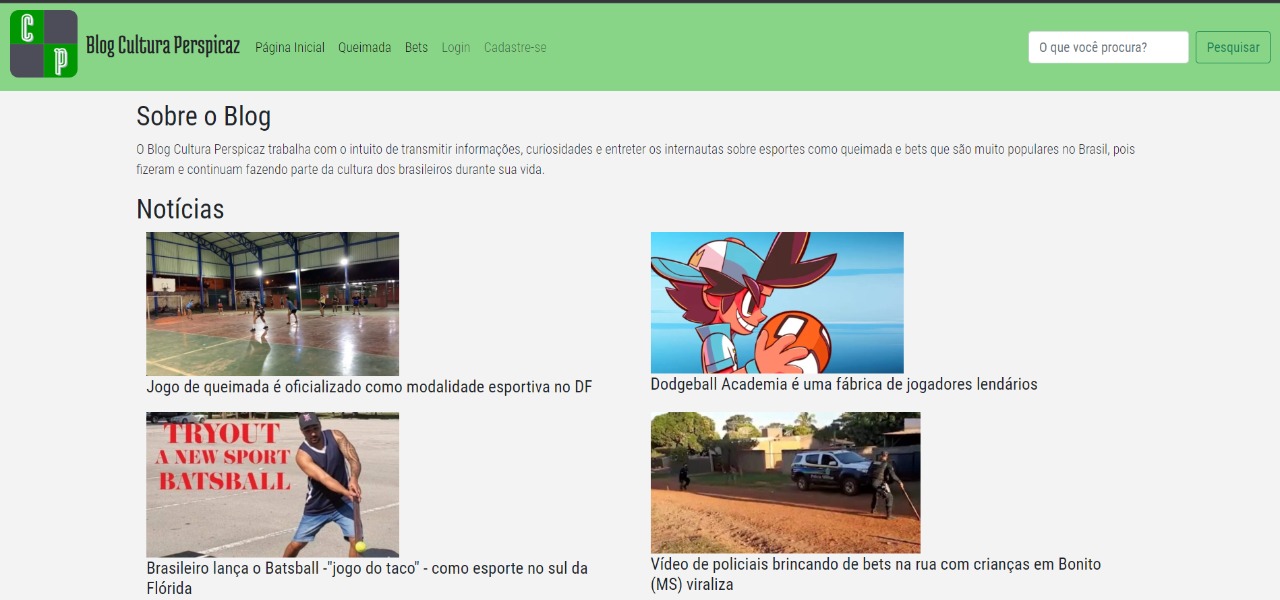 C
P
Blog Cultura Perspicaz
Página Inicial
Queimada
Bets
Login
Cadastre-se
O que você procura?
Pesquisar
Sobre o Blog
O Blog Cultura Perspicaz trabalha com o intuito de transmitir informações, curiosidades e entreter os internautas sobre esportes como queimada e bets que são muito populares no Brasil, pois
fizeram e continuam fazendo parte da cultura dos brasileiros durante sua vida.
Notícias
Jogo de queimada é oficializado como modalidade esportiva no DF
Dodgeball Academia é uma fábrica de jogadores lendários
TRYOUT
A NEW SPORT
BATSBALL
Brasileiro lança o Batsball -"jogo do taco" - como esporte no sul da
Flórida
Vídeo de policiais brincando de bets na rua com crianças em Bonito
(MS) viraliza